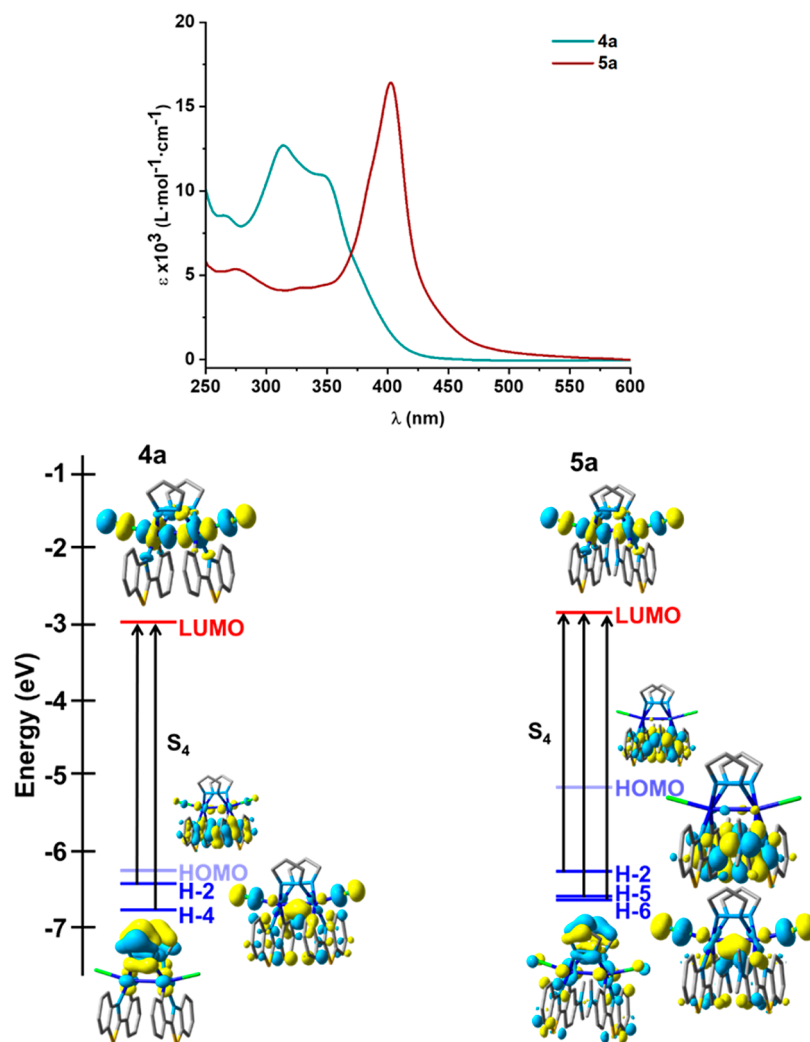 4a
5a
20
15
10
5
0
ε x10³ (L·mol⁻¹·cm⁻¹)
250 300 350 400 450 500 550 600
λ (nm)
4a 5a
Energy (eV)
-1
-2
-3
-4
-5
-6
-7
LUMO
S₄
HOMO
H-2
H-4
LUMO
S₄
HOMO
H-2
H-5
H-6